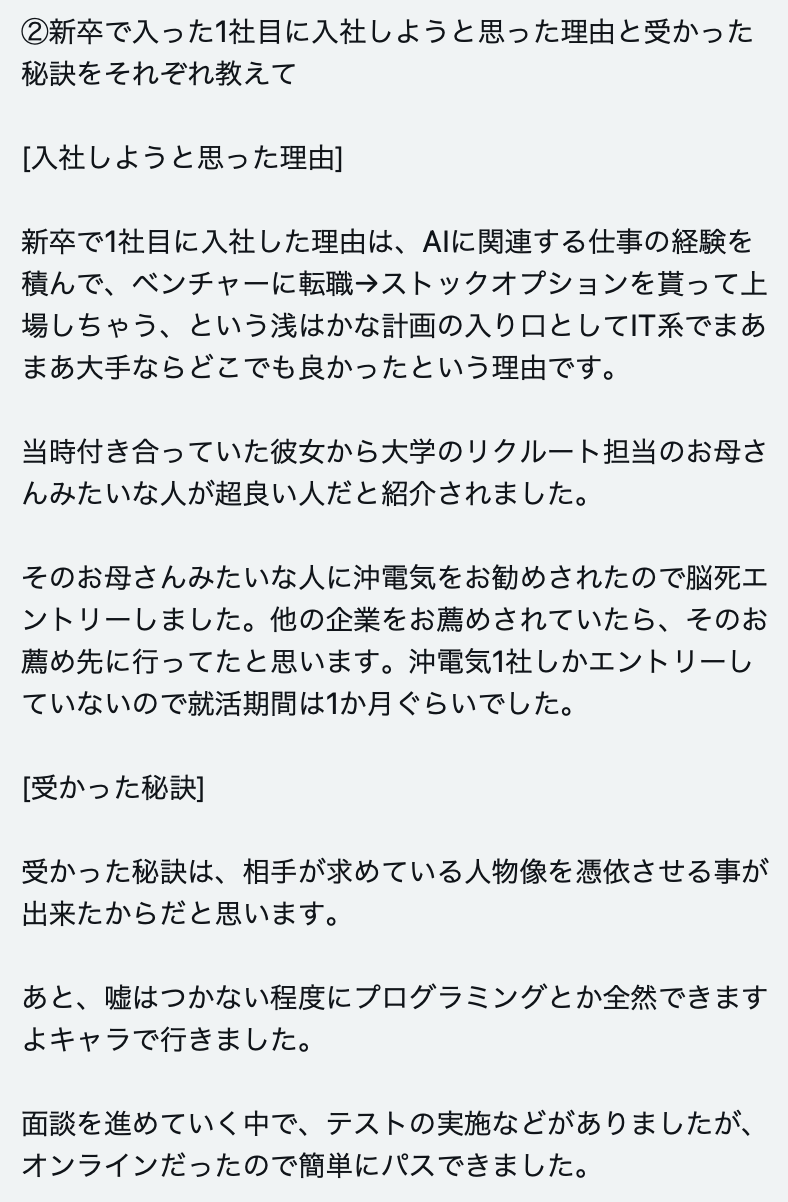 ②新卒で入った1社目に入社しようと思った理由と受かった
秘訣をそれぞれ教えて
[入社しようと思った理由]
新卒で1社目に入社した理由は、AIに関連する仕事の経験を
積んで、ベンチャーに転職→ストックオプションを貰って上
場しちゃう、という浅はかな計画の入り口としてIT系でまあ
まあ大手ならどこでも良かったという理由です。
当時付き合っていた彼女から大学のリクルート担当のお母さ
んみたいな人が超良い人だと紹介されました。
そのお母さんみたいな人に沖電気をお勧めされたので脳死エ
ントリーしました。他の企業をお薦めされていたら、そのお
薦め先に行ってたと思います。沖電気1社しかエントリーし
ていないので就活期間は1か月ぐらいでした。
[受かった秘訣]
受かった秘訣は、相手が求めている人物像を憑依させる事が
出来たからだと思います。
あと、嘘はつかない程度にプログラミングとか全然できます
よキャラで行きました。
面談を進めていく中で、テストの実施などがありましたが、
オンラインだったので簡単にパスできました。